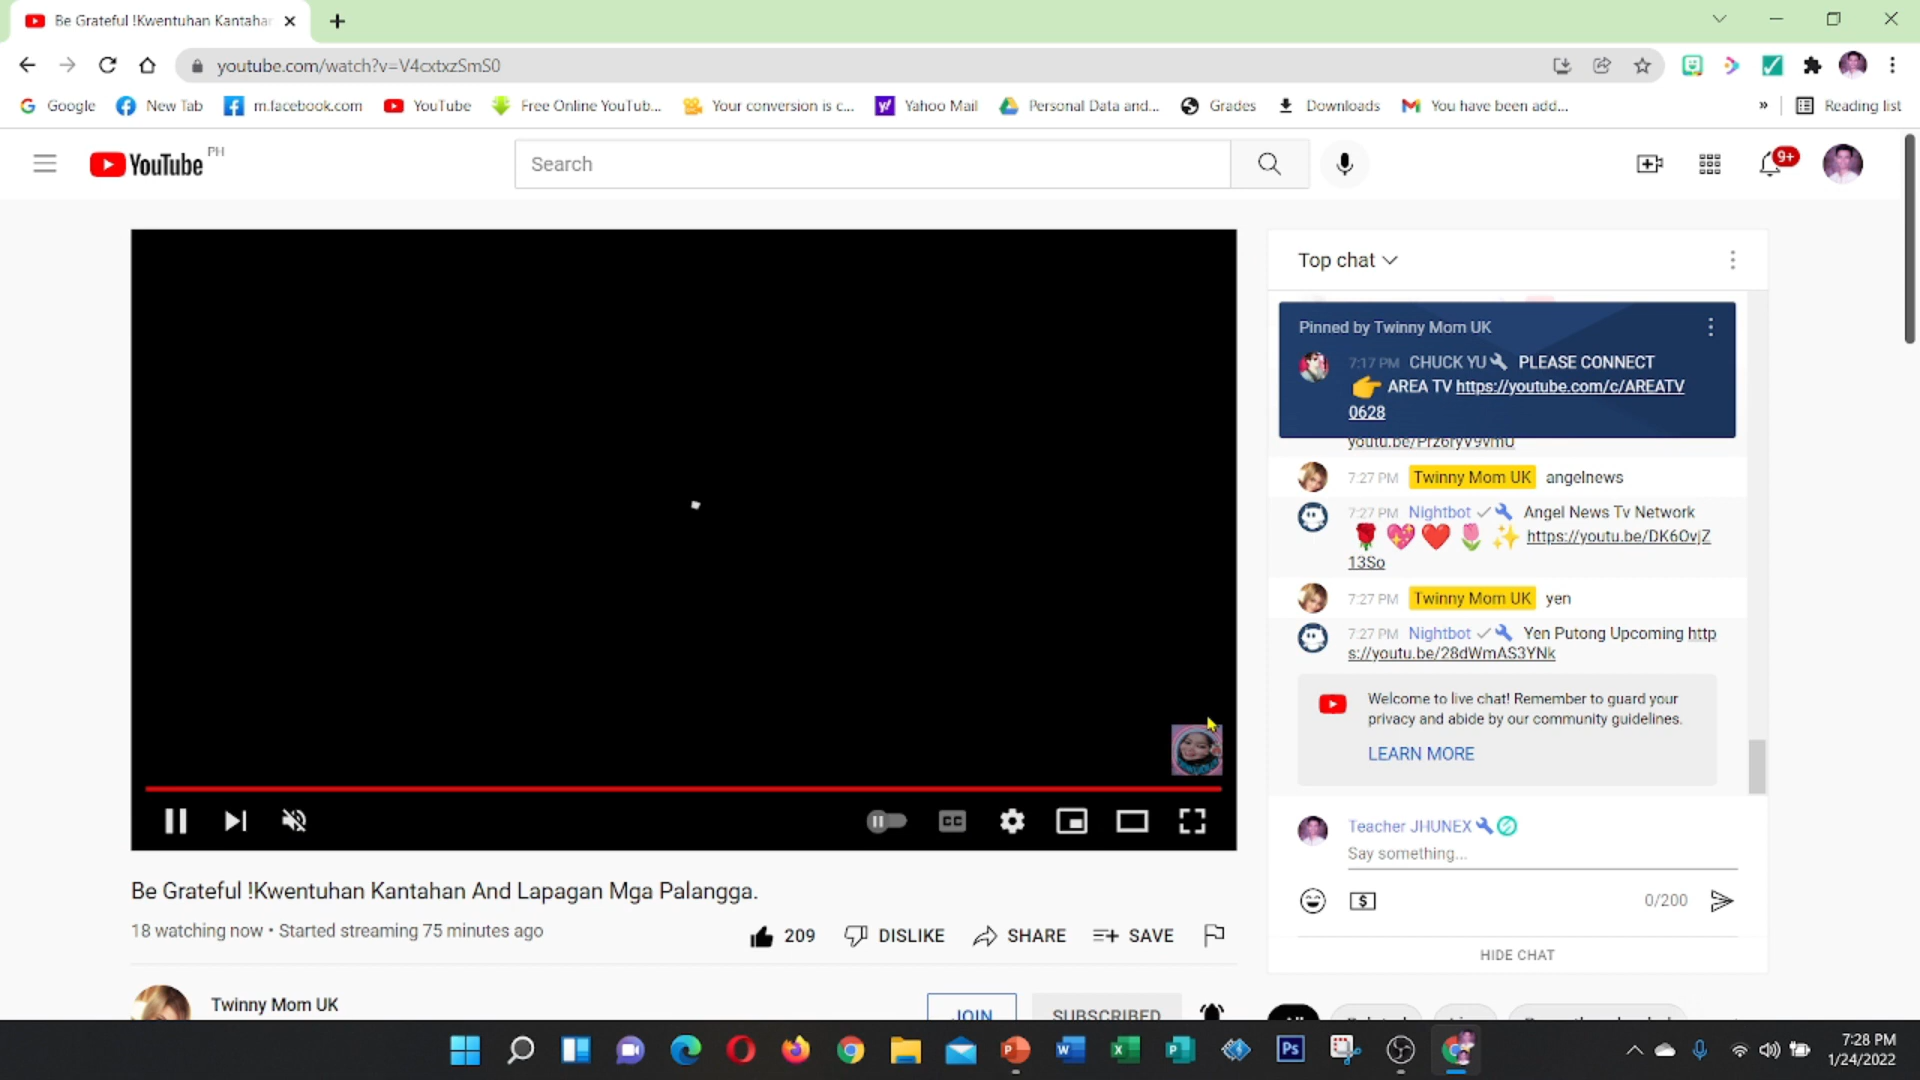 Be Grateful !Kwentuhan Kantahan
youtube.com/watch?v=V4cxtxzSmS0
Google
New Tab
m.facebook.com
YouTube
Free Online YouTub...
Your conversion is c...
Yahoo Mail
Personal Data and...
Grades
Downloads
You have been add...
»
Reading list
YouTube PH
Search
9+
Top chat
Pinned by Twinny Mom UK
7:17 PM CHUCK YU PLEASE CONNECT
AREA TV https://youtube.com/c/AREATV
0628
youtu.be/Prz6ryV9vmU
7:27 PM Twinny Mom UK angelnews
7:27 PM Nightbot Angel News Tv Network
https://youtu.be/DK6OvjZ
13So
7:27 PM Twinny Mom UK yen
7:27 PM Nightbot Yen Putong Upcoming http
s://youtu.be/28dWmAS3YNk
Welcome to live chat! Remember to guard your
privacy and abide by our community guidelines.
LEARN MORE
Teacher JHUNEX
Say something...
0/200
HIDE CHAT
CC
Be Grateful !Kwentuhan Kantahan And Lapagan Mga Palangga.
18 watching now • Started streaming 75 minutes ago
209
DISLIKE
SHARE
SAVE
Twinny Mom UK
JOIN
SUBSCRIBED
Ps
7:28 PM
1/24/2022